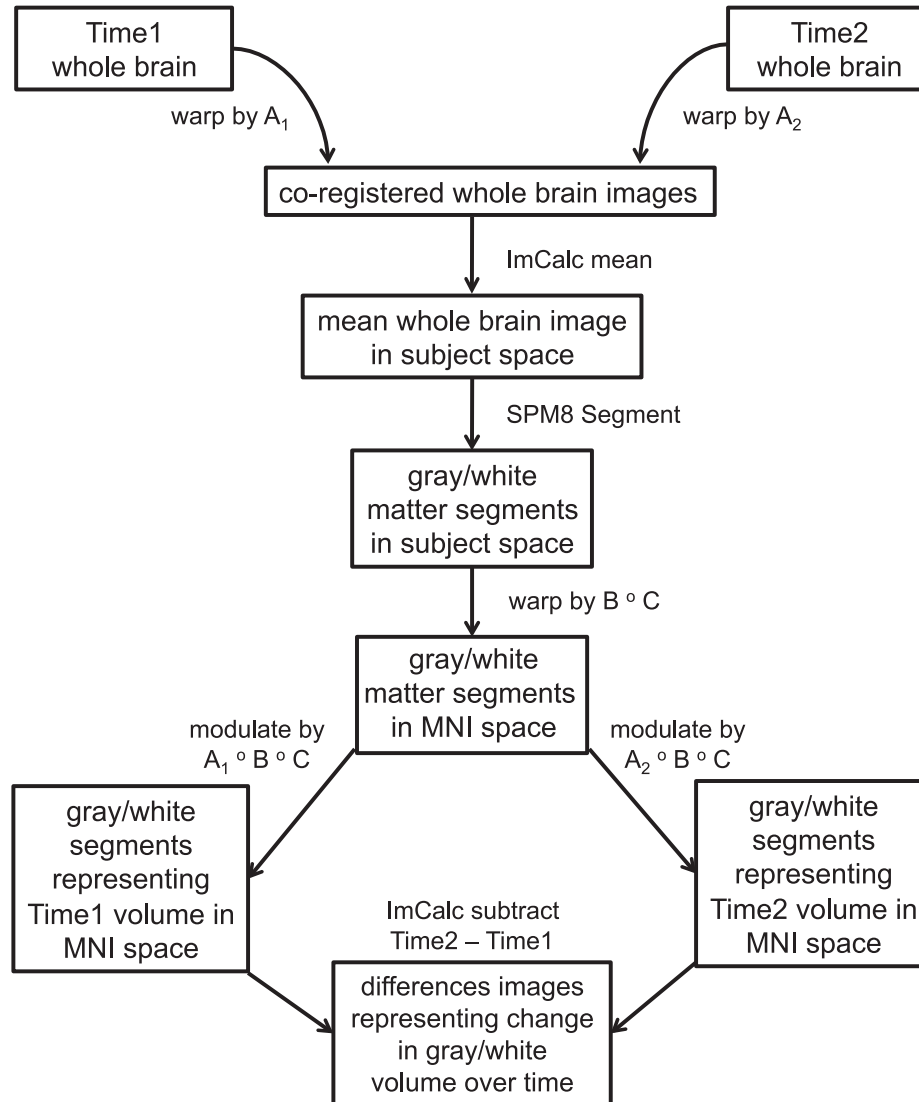 Time1
whole brain
Time2
whole brain
warp by A₁
warp by A₂
co-registered whole brain images
ImCalc mean
mean whole brain image
in subject space
SPM8 Segment
gray/white
matter segments
in subject space
warp by B ° C
gray/white
matter segments
in MNI space
modulate by
A₁ ° B ° C
modulate by
A₂ ° B ° C
gray/white
segments
representing
Time1 volume in
MNI space
gray/white
segments
representing
Time2 volume in
MNI space
ImCalc subtract
Time2 – Time1
differences images
representing change
in gray/white
volume over time